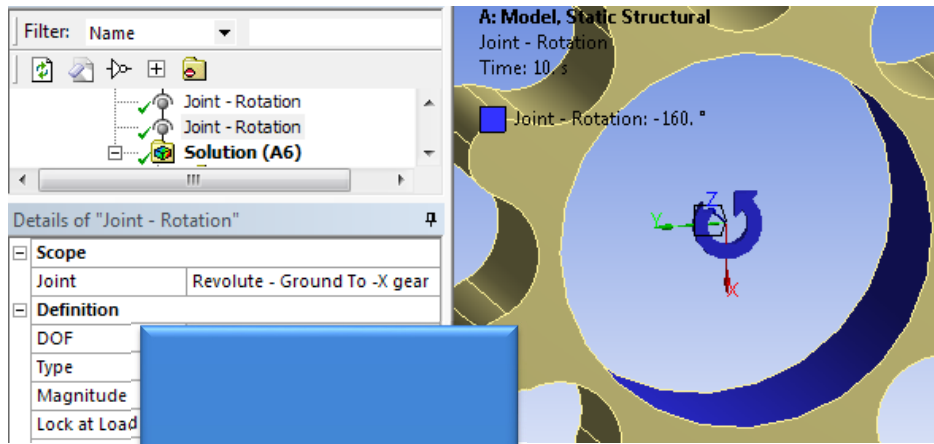 Filter: Name
Joint - Rotation
Joint - Rotation
Solution (A6)
Details of "Joint - Rotation"
Scope
Joint Revolute - Ground To -X gear
Definition
DOF
Type
Magnitude
Lock at Load
A: Model, Static Structural
Joint - Rotation
Time: 10. s
Joint - Rotation: -160. °
Z
Y
X